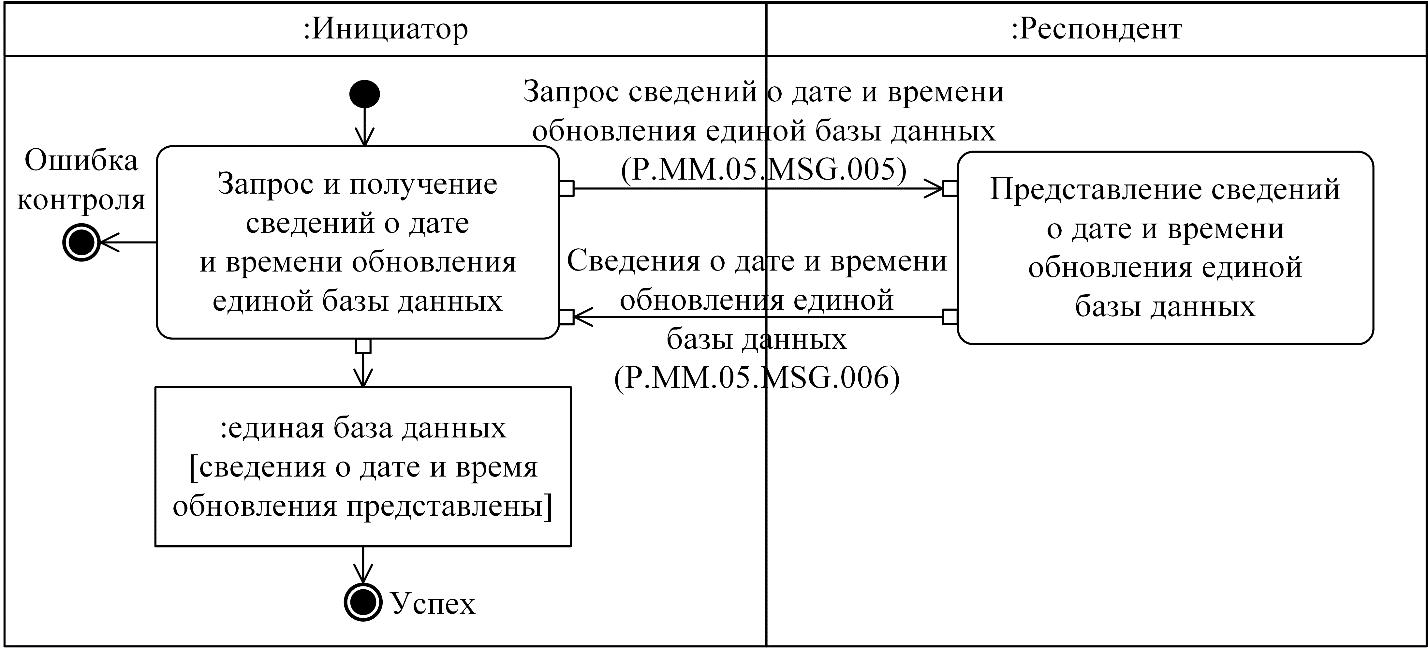 :Инициатор
:Респондент
Запрос сведений о дате и времени
обновления единой базы данных
(P.MM.05.MSG.005)
Ошибка
контроля
Запрос и получение
сведений о дате
и времени обновления
единой базы данных
Представление сведений
о дате и времени
обновления единой
базы данных
Сведения о дате и времени
обновления единой
базы данных
(P.MM.05.MSG.006)
:единая база данных
[сведения о дате и время
обновления представлены]
Успех